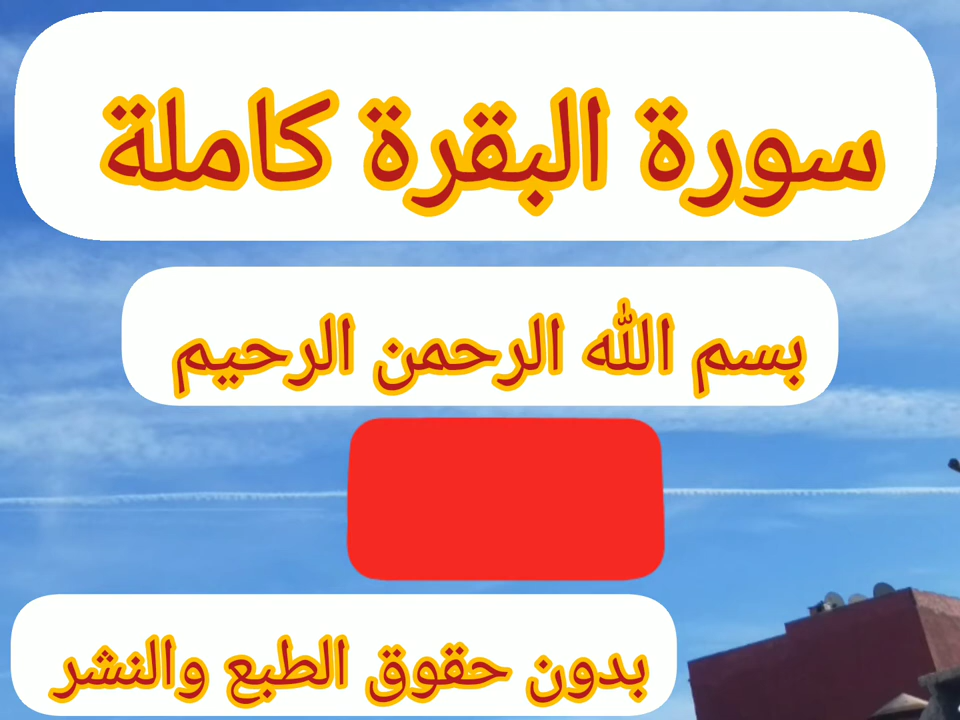 سورة البقرة كاملة
بسم الله الرحمن الرحيم
بدون حقوق الطبع والنشر